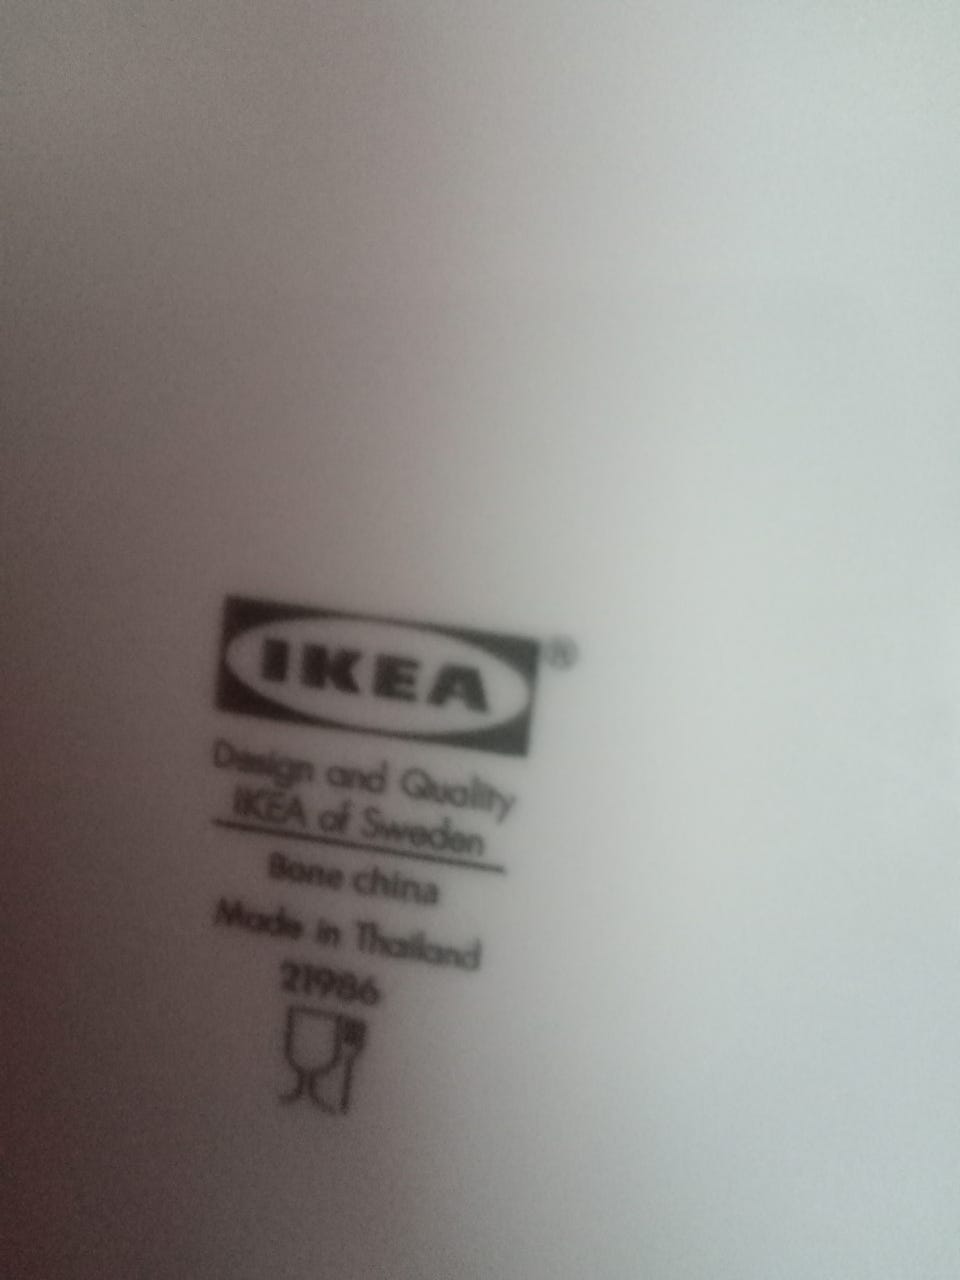 IKEA®
Design and Quality
IKEA of Sweden
Bone china
Made in Thailand
21986